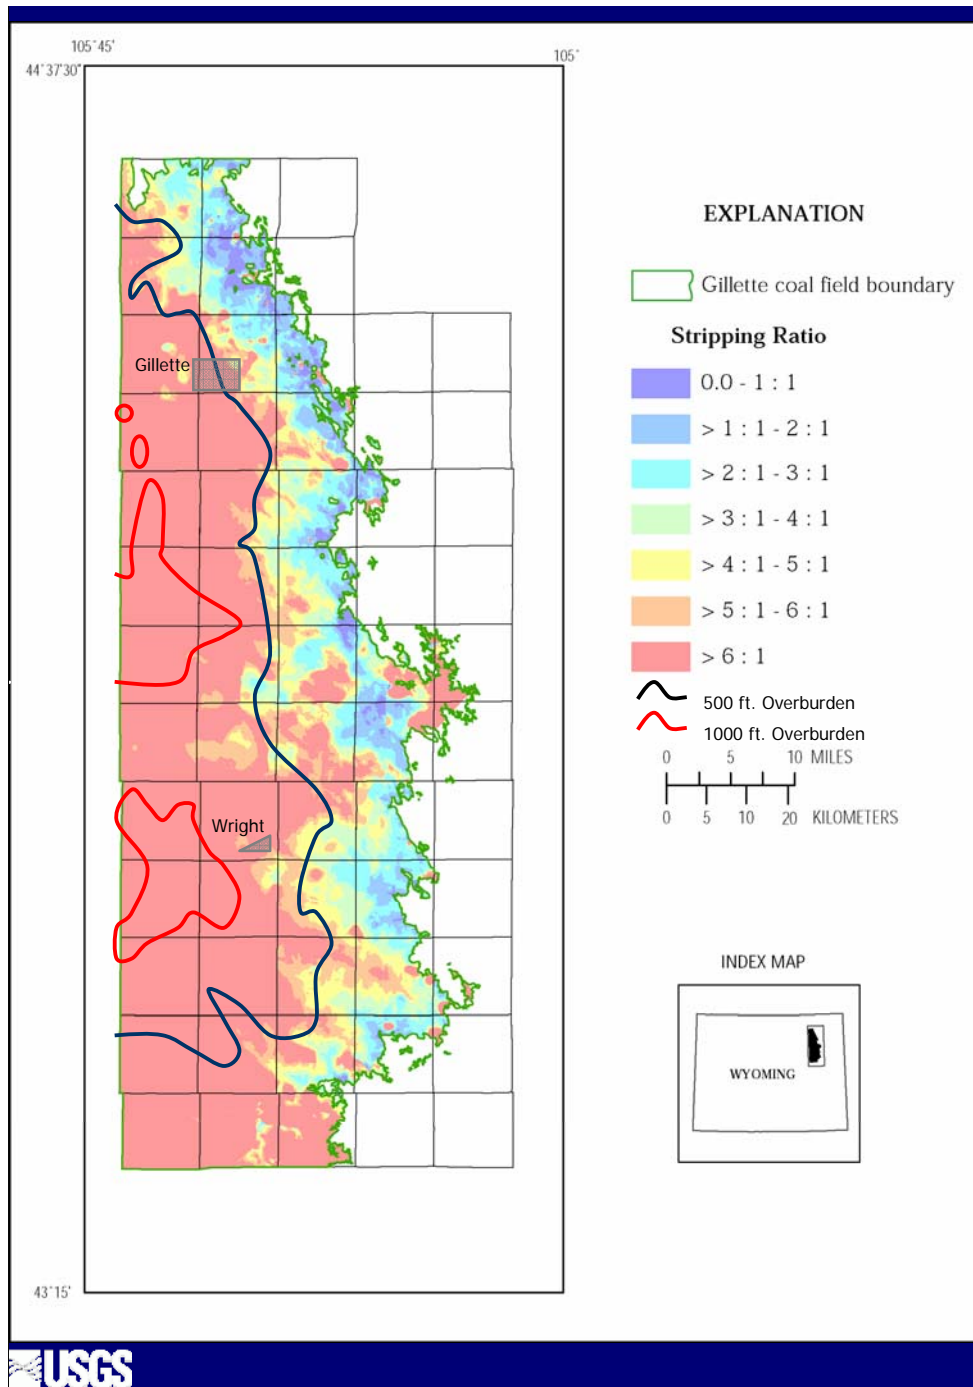 105°45'
105°
44°37'30"
EXPLANATION
Gillette coal field boundary
Stripping Ratio
0.0 - 1 : 1
> 1 : 1 - 2 : 1
> 2 : 1 - 3 : 1
> 3 : 1 - 4 : 1
> 4 : 1 - 5 : 1
> 5 : 1 - 6 : 1
> 6 : 1
500 ft. Overburden
1000 ft. Overburden
0 5 10 MILES
0 5 10 20 KILOMETERS
Gillette
Wright
INDEX MAP
WYOMING
43°15'
USGS